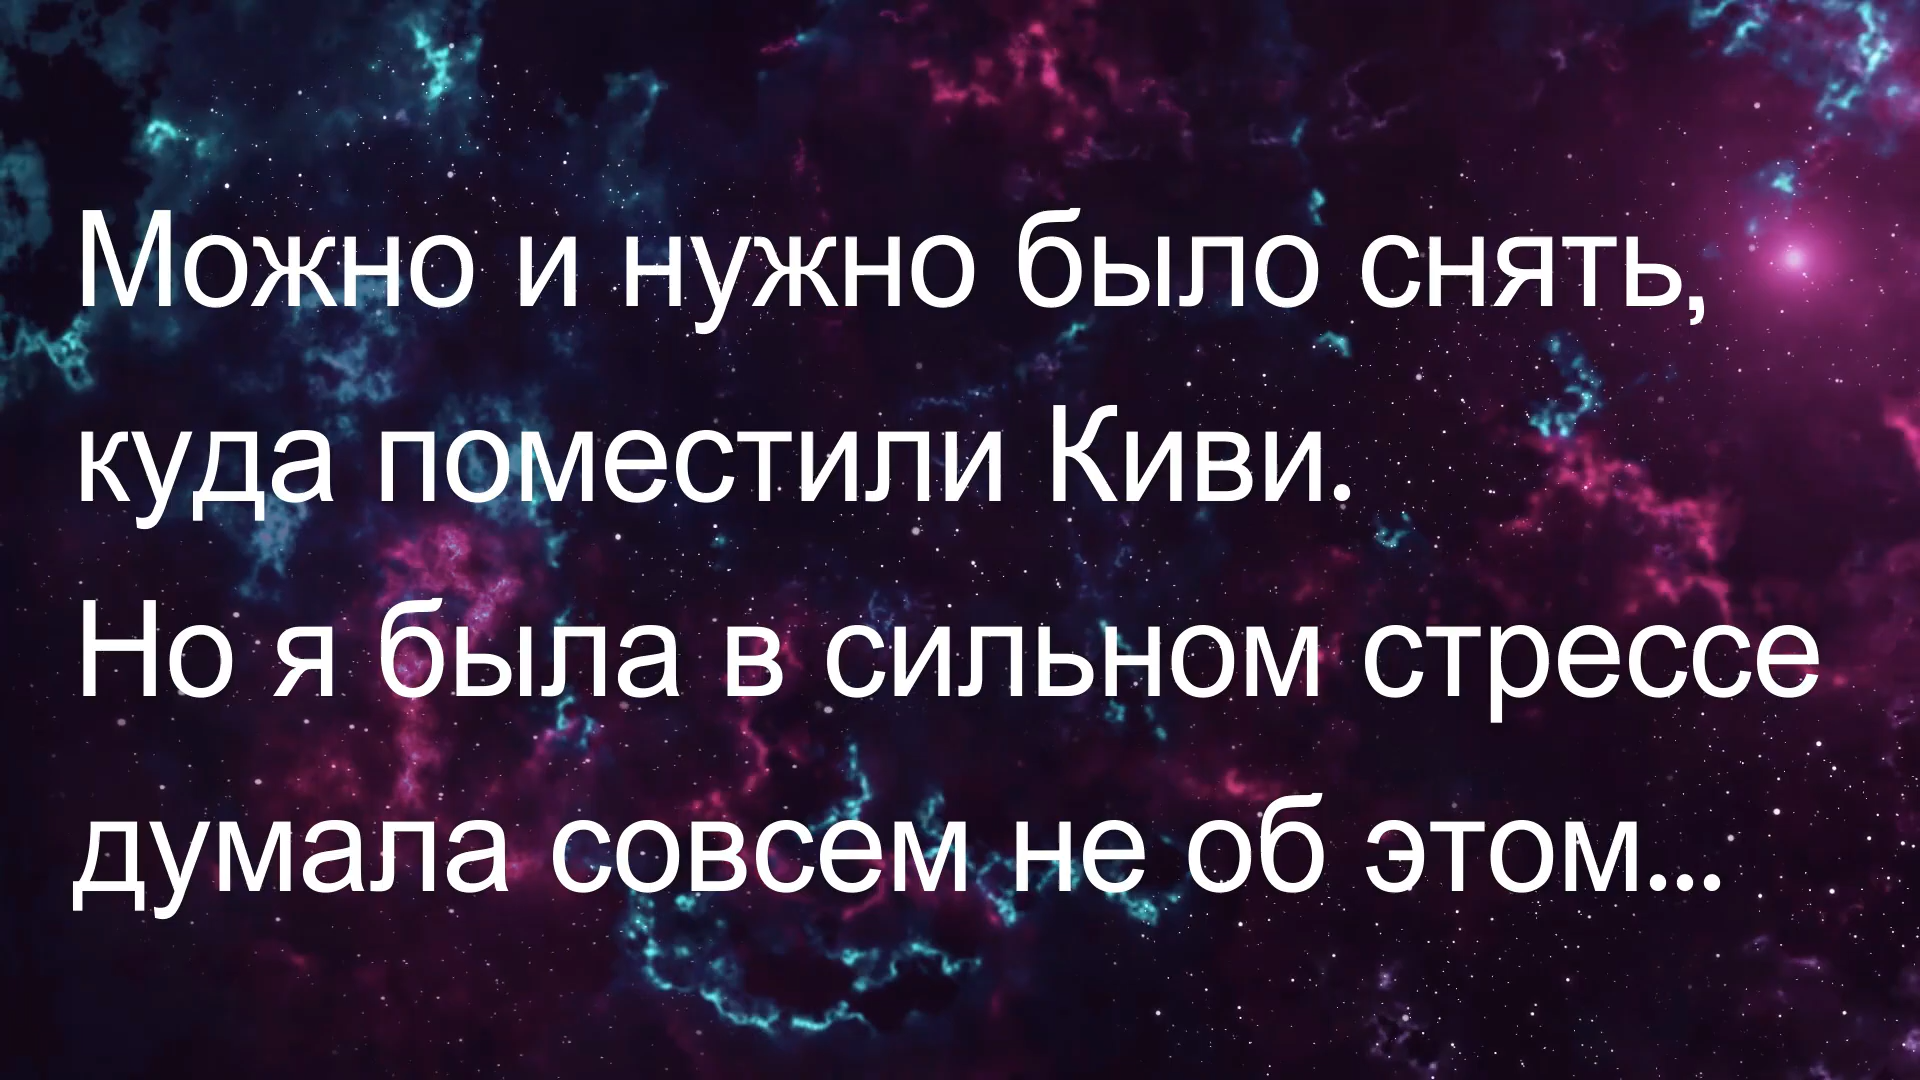 Можно и нужно было снять,
куда поместили Киви.
Но я была в сильном стрессе
думала совсем не об этом...